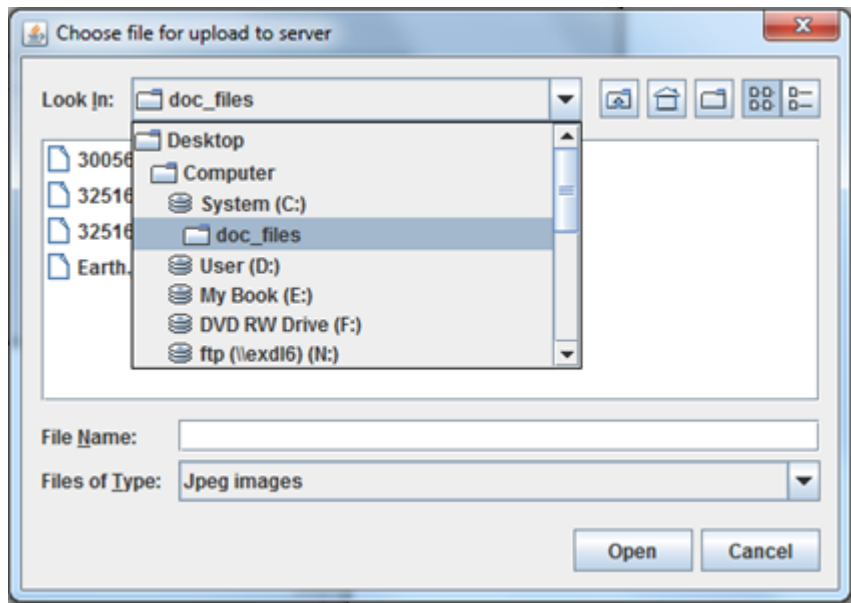 Choose file for upload to server
Look In: doc_files
Desktop
Computer
System (C:)
doc_files
User (D:)
My Book (E:)
DVD RW Drive (F:)
ftp (\\exdl6) (N:)
30056
32516
32516
Earth.
File Name:
Files of Type: Jpeg images
Open Cancel